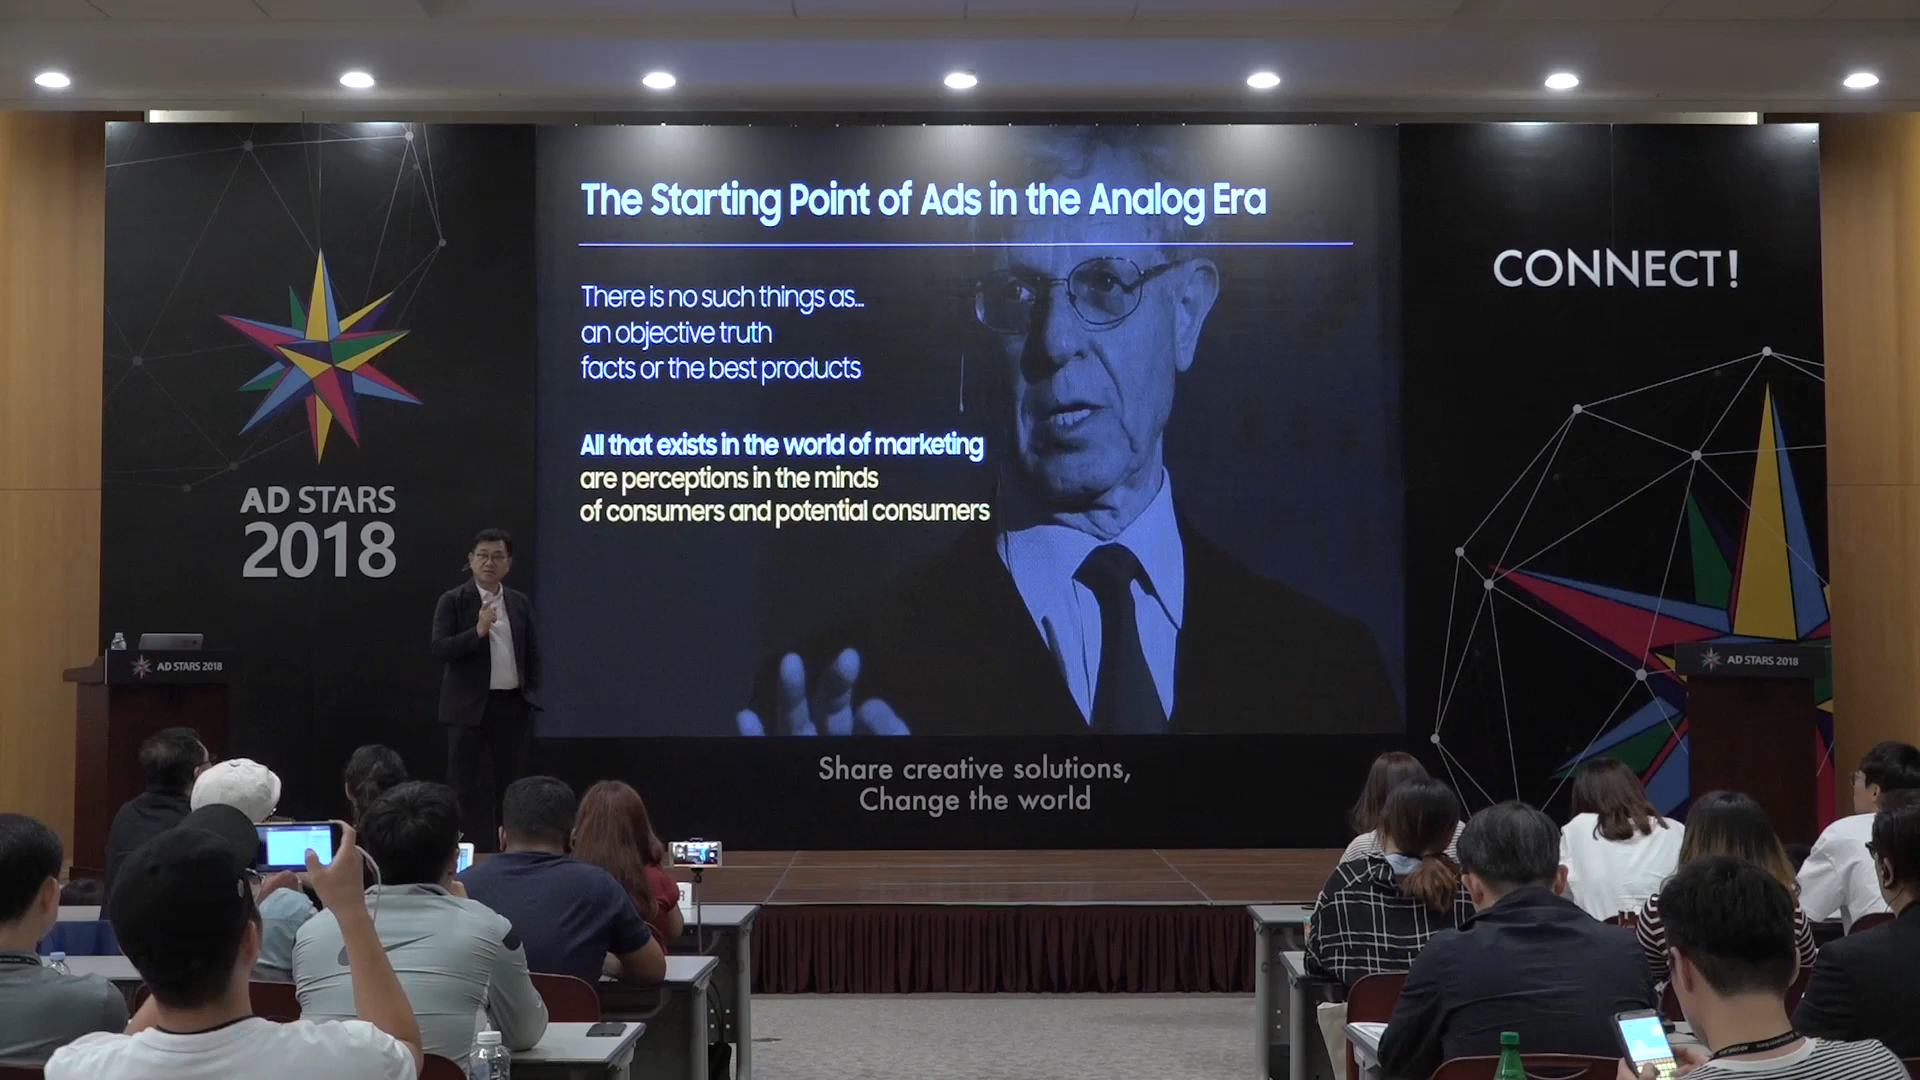 The Starting Point of Ads in the Analog Era
There is no such things as...
an objective truth
facts or the best products
All that exists in the world of marketing
are perceptions in the minds
of consumers and potential consumers
AD STARS
2018
CONNECT!
AD STARS 2018
AD STARS 2018
Share creative solutions,
Change the world